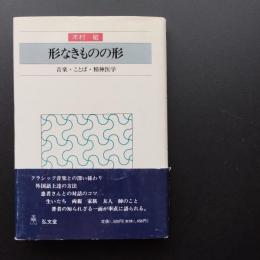 木村 敏
形なきものの形
音楽・ことば・精神医学
クラシック音楽との深い係わり
外国語上達の方法
患者さんとの対話のコツ…
生いたち 両親 家族 友人 師のこと
著者の知られざる一面が率直に語られる。
弘文堂